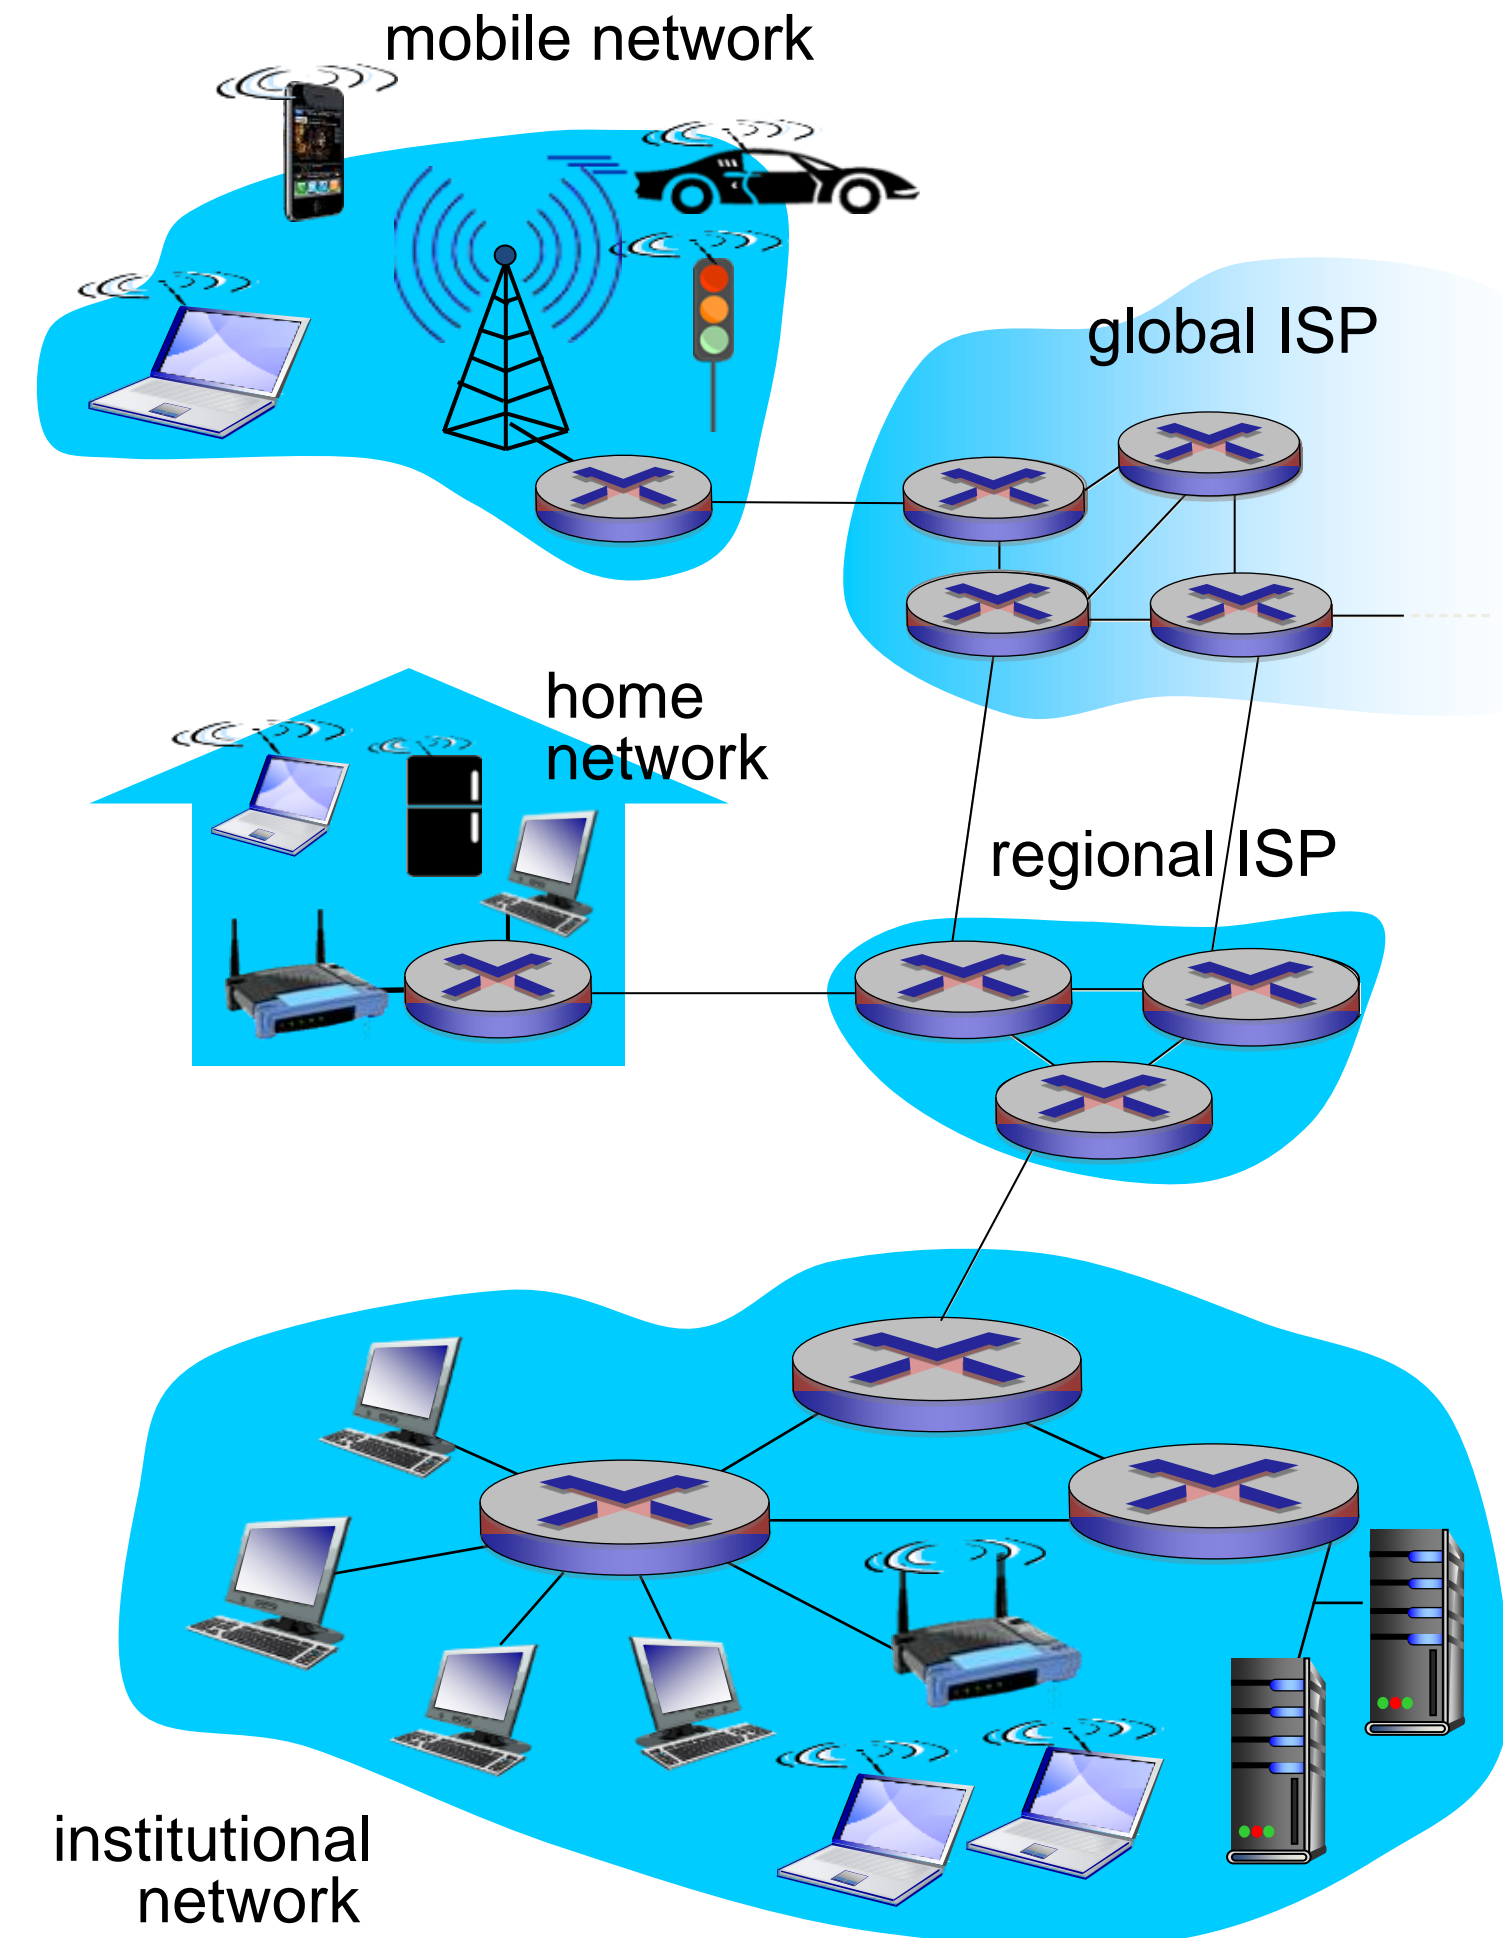 mobile network
global ISP
home
network
regional ISP
institutional
network